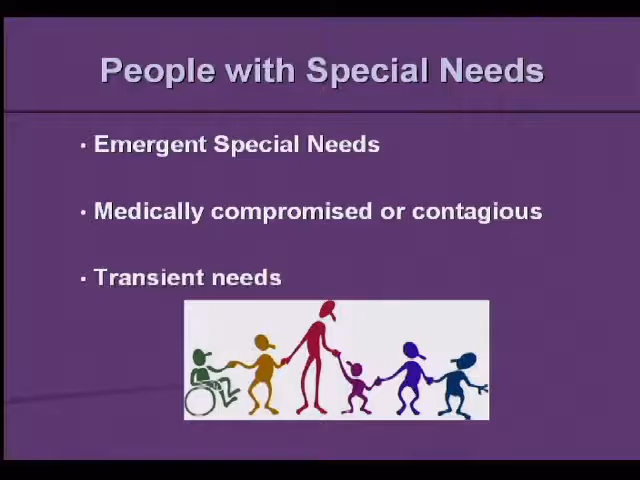 People with Special Needs
• Emergent Special Needs
• Medically compromised or contagious
• Transient needs